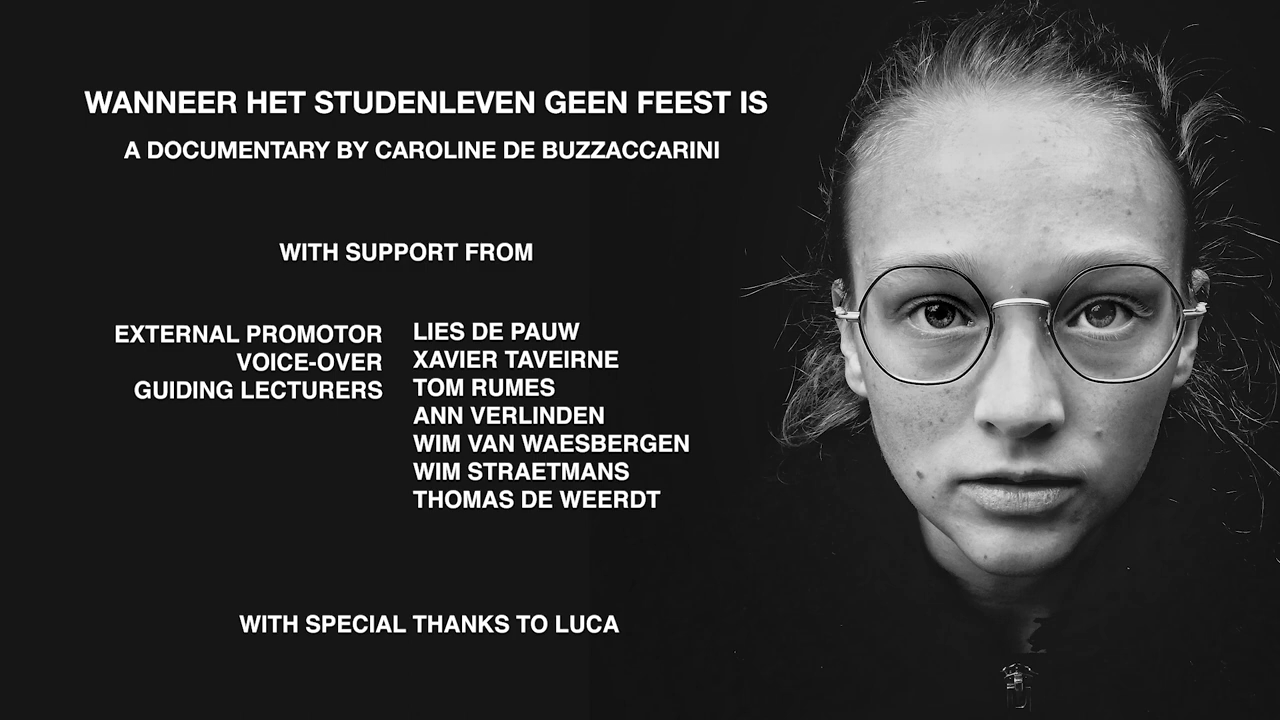 WANNEER HET STUDENLEVEN GEEN FEEST IS
A DOCUMENTARY BY CAROLINE DE BUZZACCARINI
WITH SUPPORT FROM
EXTERNAL PROMOTOR LIES DE PAUW
VOICE-OVER XAVIER TAVEIRNE
GUIDING LECTURERS TOM RUMES
ANN VERLINDEN
WIM VAN WAESBERGEN
WIM STRAETMANS
THOMAS DE WEERDT
WITH SPECIAL THANKS TO LUCA